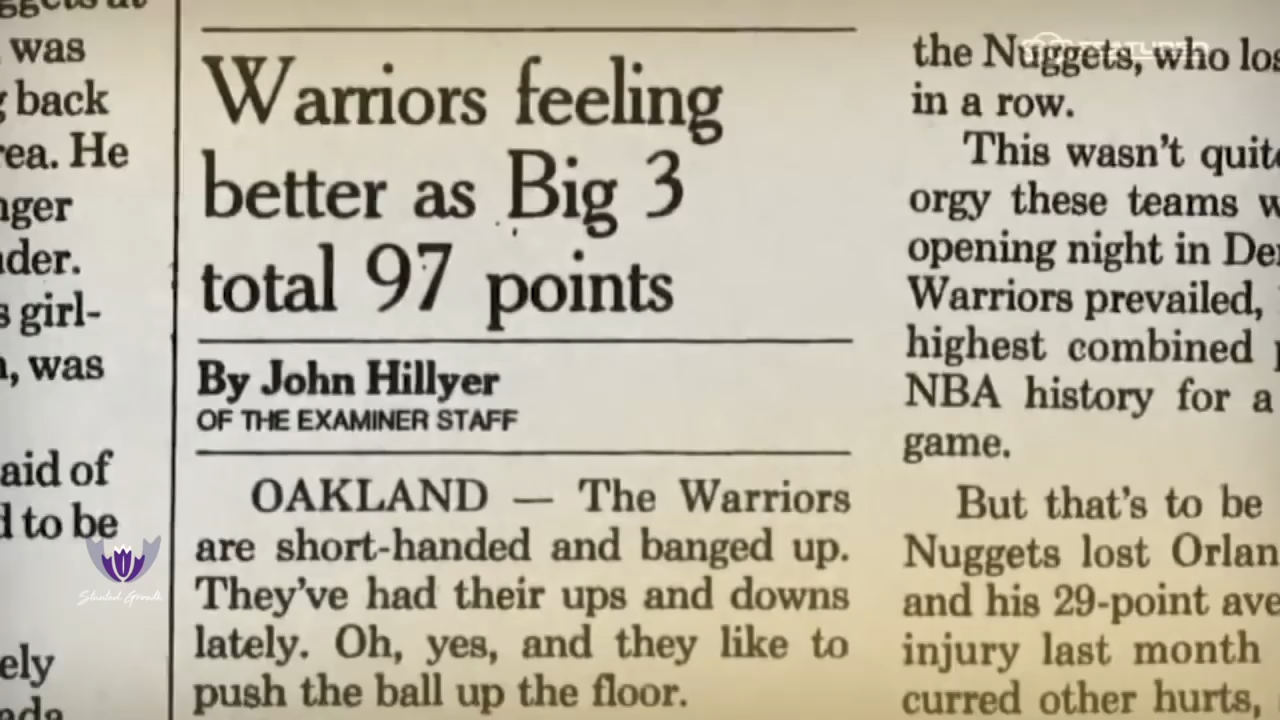 was
back
rea. He
nger
nder.
s girl-
n, was
aid of
d to be
ely
Warriors feeling
better as Big 3
total 97 points
By John Hillyer
OF THE EXAMINER STAFF
OAKLAND — The Warriors
are short-handed and banged up.
They've had their ups and downs
lately. Oh, yes, and they like to
push the ball up the floor.
the Nuggets, who los
in a row.
This wasn't quite
orgy these teams w
opening night in Den
Warriors prevailed,
highest combined p
NBA history for a
game.
But that's to be
Nuggets lost Orlan
and his 29-point ave
injury last month
curred other hurts,
Stunted Growth